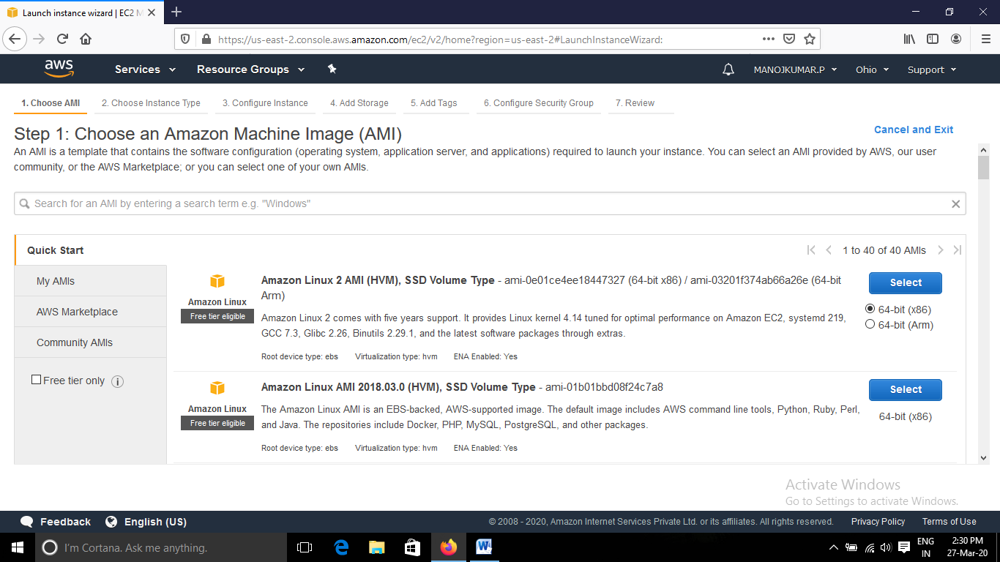 Launch instance wizard | EC2 M
https://us-east-2.console.aws.amazon.com/ec2/v2/home?region=us-east-2#LaunchInstanceWizard:
aws Services Resource Groups MANOJKUMAR.P Ohio Support
1. Choose AMI 2. Choose Instance Type 3. Configure Instance 4. Add Storage 5. Add Tags 6. Configure Security Group 7. Review
Step 1: Choose an Amazon Machine Image (AMI)
Cancel and Exit
An AMI is a template that contains the software configuration (operating system, application server, and applications) required to launch your instance. You can select an AMI provided by AWS, our user
community, or the AWS Marketplace; or you can select one of your own AMIs.
Search for an AMI by entering a search term e.g. "Windows"
Quick Start
1 to 40 of 40 AMIs
My AMIs
AWS Marketplace
Community AMIs
Free tier only
Amazon Linux
Free tier eligible
Amazon Linux 2 AMI (HVM), SSD Volume Type - ami-0e01ce4ee18447327 (64-bit x86) / ami-03201f374ab66a26e (64-bit
Arm)
Amazon Linux 2 comes with five years support. It provides Linux kernel 4.14 tuned for optimal performance on Amazon EC2, systemd 219,
GCC 7.3, Glibc 2.26, Binutils 2.29.1, and the latest software packages through extras.
Root device type: ebs Virtualization type: hvm ENA Enabled: Yes
Select
64-bit (x86)
64-bit (Arm)
Amazon Linux
Free tier eligible
Amazon Linux AMI 2018.03.0 (HVM), SSD Volume Type - ami-01b01bbd08f24c7a8
The Amazon Linux AMI is an EBS-backed, AWS-supported image. The default image includes AWS command line tools, Python, Ruby, Perl,
and Java. The repositories include Docker, PHP, MySQL, PostgreSQL, and other packages.
Root device type: ebs Virtualization type: hvm ENA Enabled: Yes
Select
64-bit (x86)
Activate Windows
Go to Settings to activate Windows.
Feedback English (US) © 2008 - 2020, Amazon Internet Services Private Ltd. or its affiliates. All rights reserved. Privacy Policy Terms of Use
I'm Cortana. Ask me anything.
ENG
IN
2:30 PM
27-Mar-20